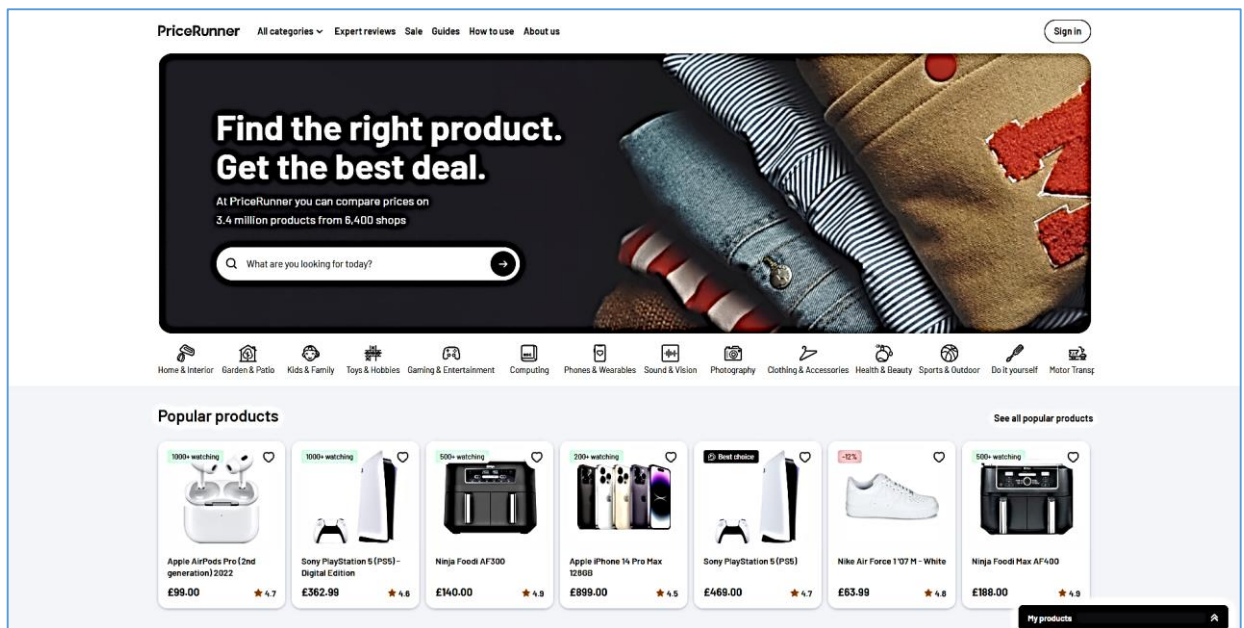 PriceRunner All categories Expert reviews Sale Guides How to use About us Sign in
Find the right product.
Get the best deal.
At PriceRunner you can compare prices on
3.4 million products from 6,400 shops
What are you looking for today?
Home & Interior Garden & Patio Kids & Family Toys & Hobbies Gaming & Entertainment Computing Phones & Wearables Sound & Vision Photography Clothing & Accessories Health & Beauty Sports & Outdoor Do it yourself Motor Transp
Popular products See all popular products
1000+ watching 1000+ watching 500+ watching 200+ watching Best choice -12% 500+ watching
Apple AirPods Pro (2nd Sony PlayStation 5 (PS5) - Ninja Foodi AF300 Apple iPhone 14 Pro Max Sony PlayStation 5 (PS5) Nike Air Force 1 '07 M - White Ninja Foodi Max AF400
generation) 2022 Digital Edition 128GB
£99.00 4.7 £362.99 4.6 £140.00 4.9 £899.00 4.5 £469.00 4.7 £63.99 4.8 £188.00 4.9
My products